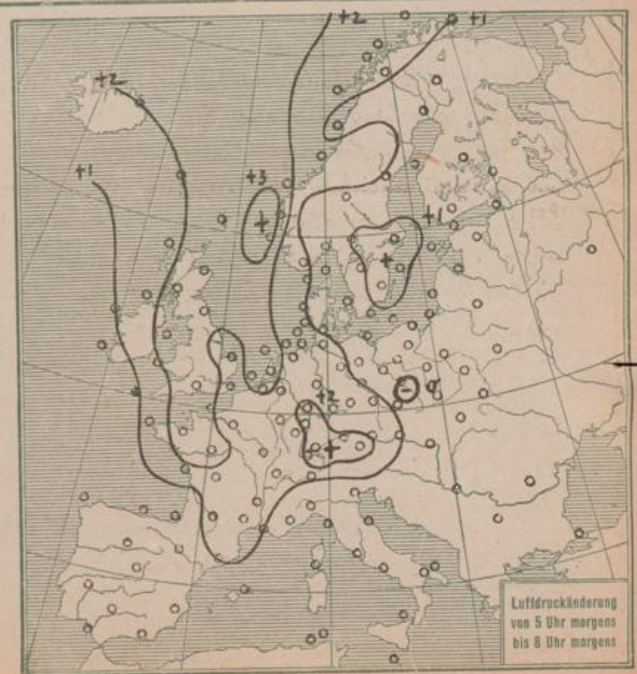 +2
+1
+2
+1
+3
+1
+2
Luftdruckänderung
von 5 Uhr morgens
bis 8 Uhr morgens